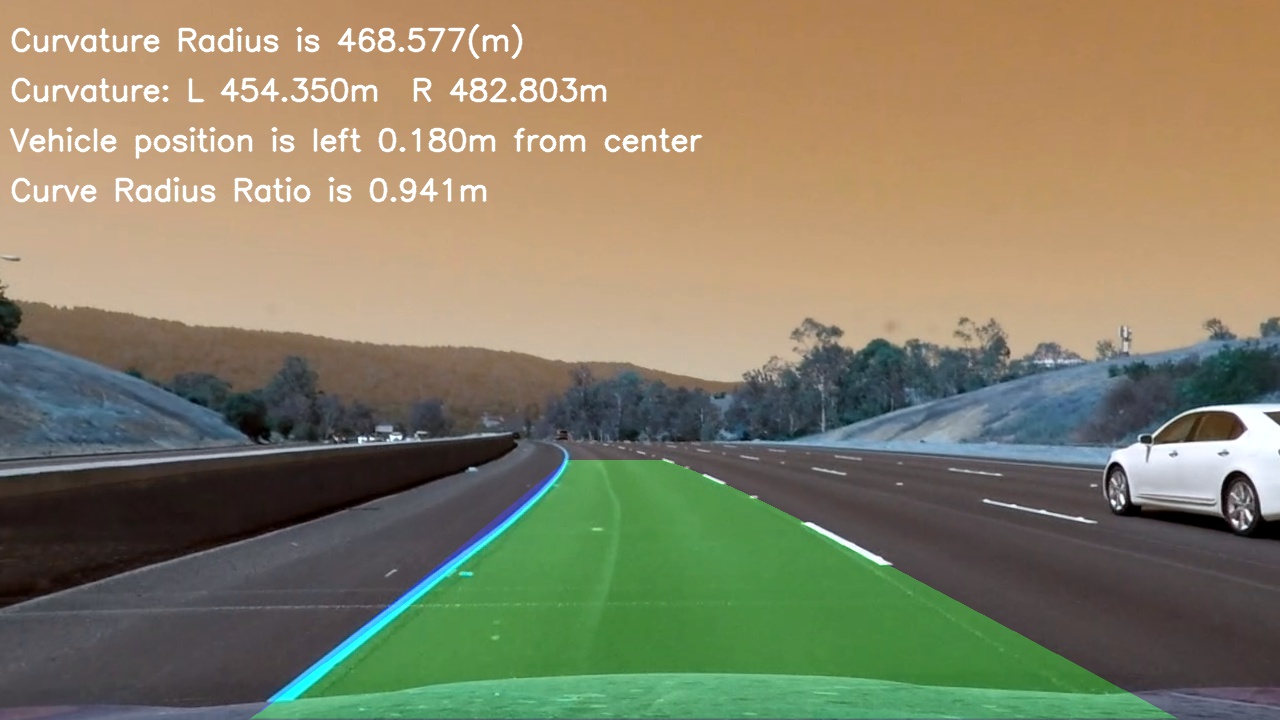 Curvature Radius is 468.577(m)
Curvature: L 454.350m R 482.803m
Vehicle position is left 0.180m from center
Curve Radius Ratio is 0.941m